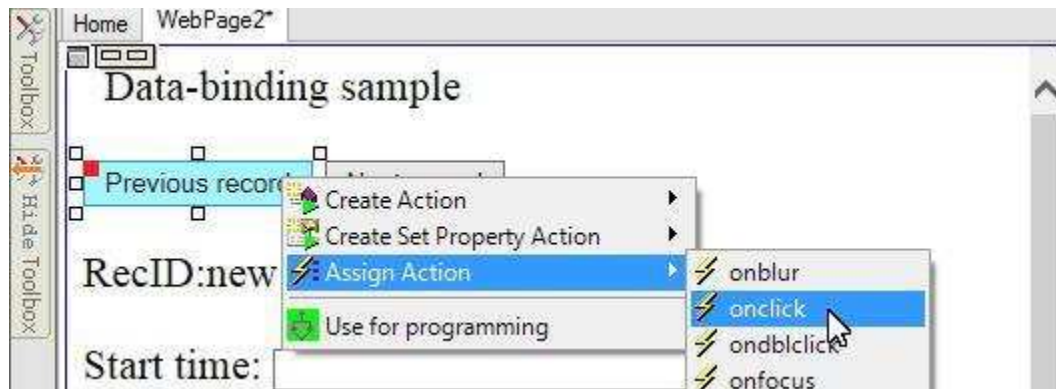 Home WebPage2*
Toolbox
Hide Toolbox
Data-binding sample
Previous record
Create Action
Create Set Property Action
RecID:new
Assign Action
onblur
onclick
Use for programming
ondblclick
Start time:
onfocus